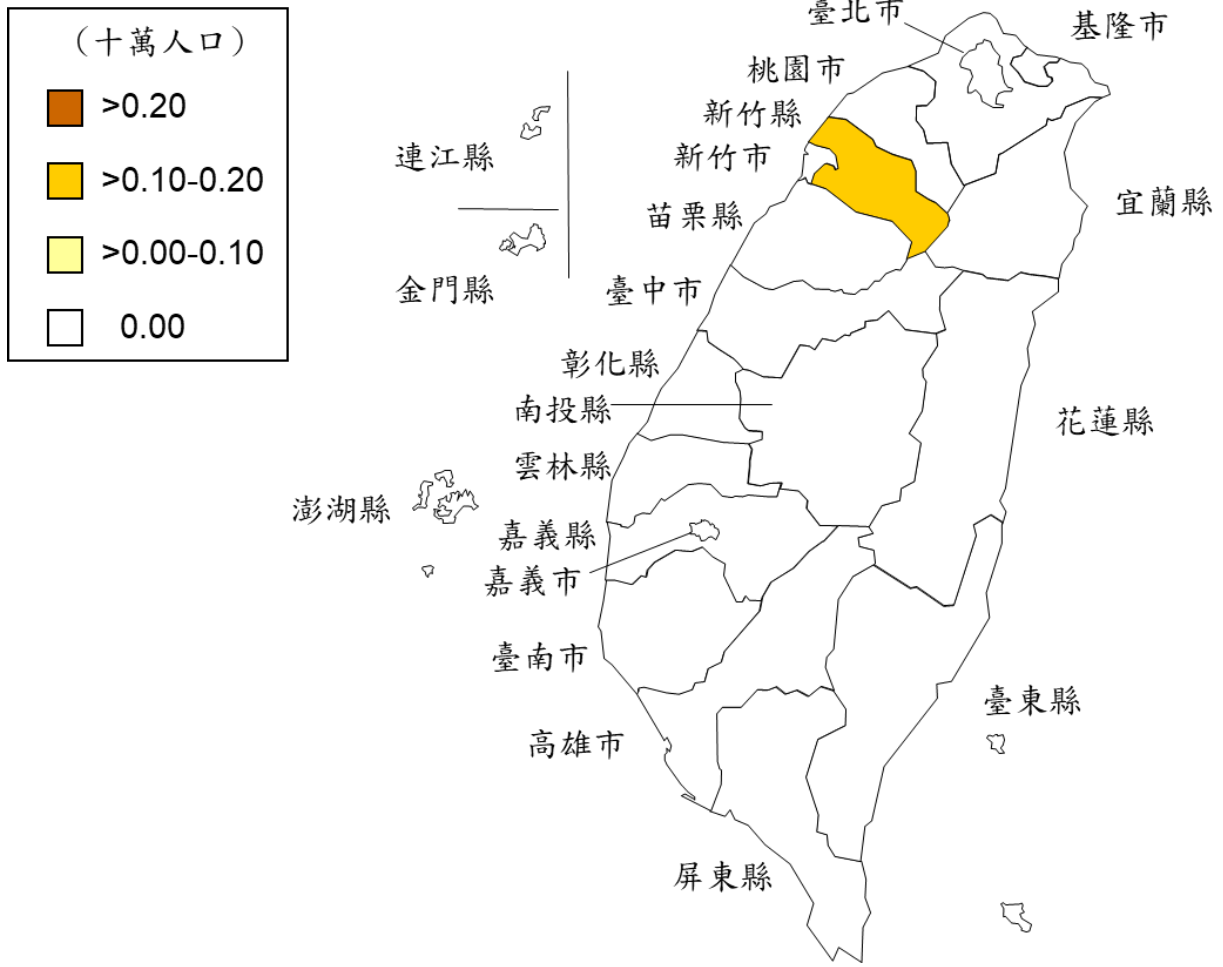 (十萬人口)
>0.20
>0.10-0.20
>0.00-0.10
0.00
臺北市
基隆市
桃園市
新竹縣
新竹市
連江縣
苗栗縣
宜蘭縣
金門縣
臺中市
彰化縣
南投縣
花蓮縣
雲林縣
澎湖縣
嘉義縣
嘉義市
臺南市
臺東縣
高雄市
屏東縣